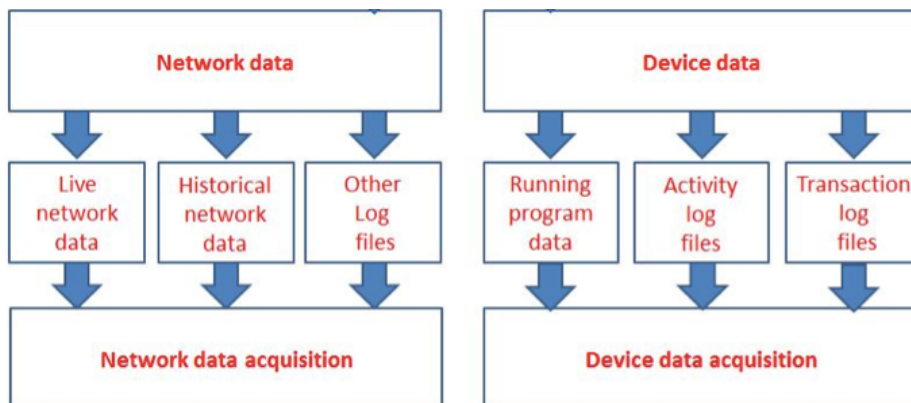 Network data
Device data
Live
network
data
Historical
network
data
Other
Log
files
Running
program
data
Activity
log
files
Transaction
log
files
Network data acquisition
Device data acquisition